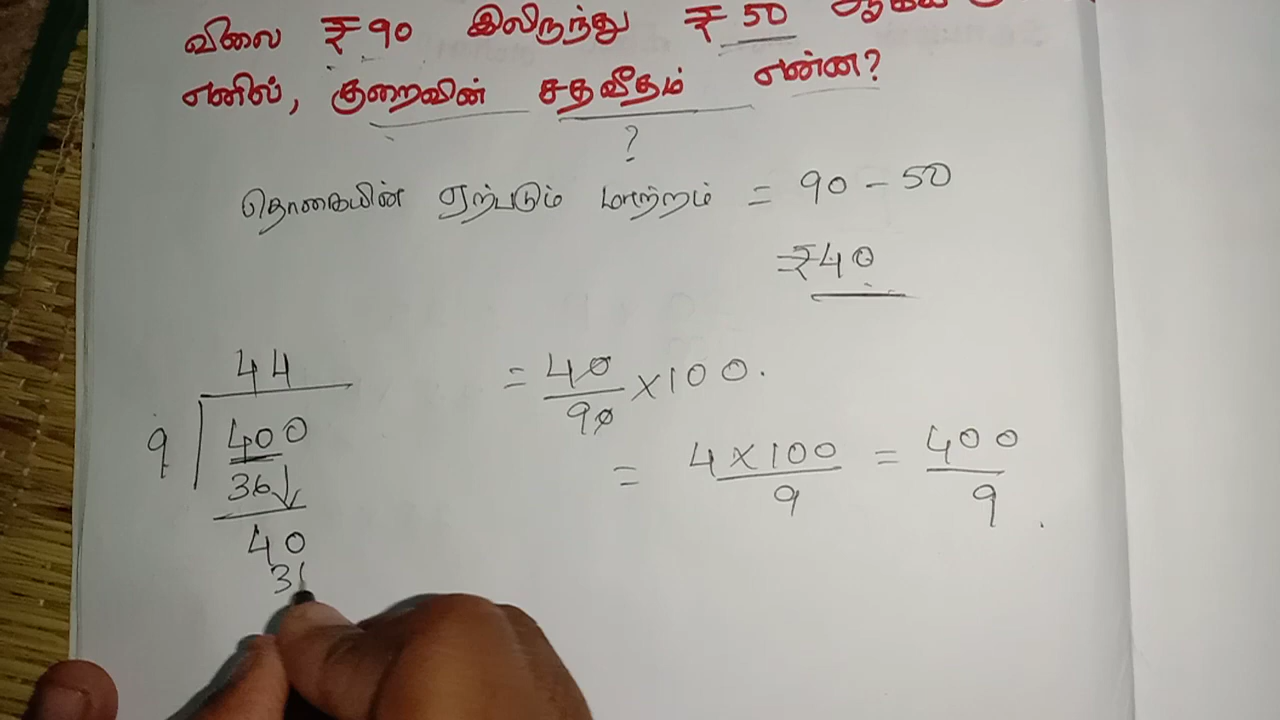 விலை ₹90 இலிருந்து ₹50
எனில், குறைவின் சதவீதம் என்ன?
?
தொகையின் ஏற்படும் மாற்றம் = 90 - 50
= ₹40
44
= 40/90 × 100.
9 400
= 4×100/9 = 400/9.
36↓
40
3